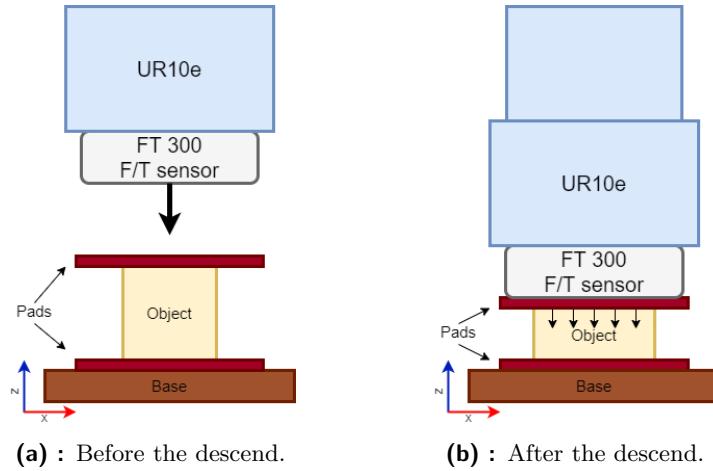 UR10e
FT 300
F/T sensor
Pads
Object
Base
z
x
(a) : Before the descend.
UR10e
FT 300
F/T sensor
Pads
Object
Base
z
x
(b) : After the descend.